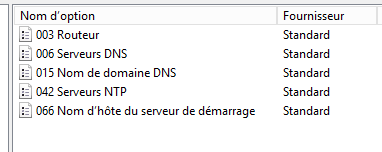 Nom d'option Fournisseur
003 Routeur Standard
006 Serveurs DNS Standard
015 Nom de domaine DNS Standard
042 Serveurs NTP Standard
066 Nom d'hôte du serveur de démarrage Standard